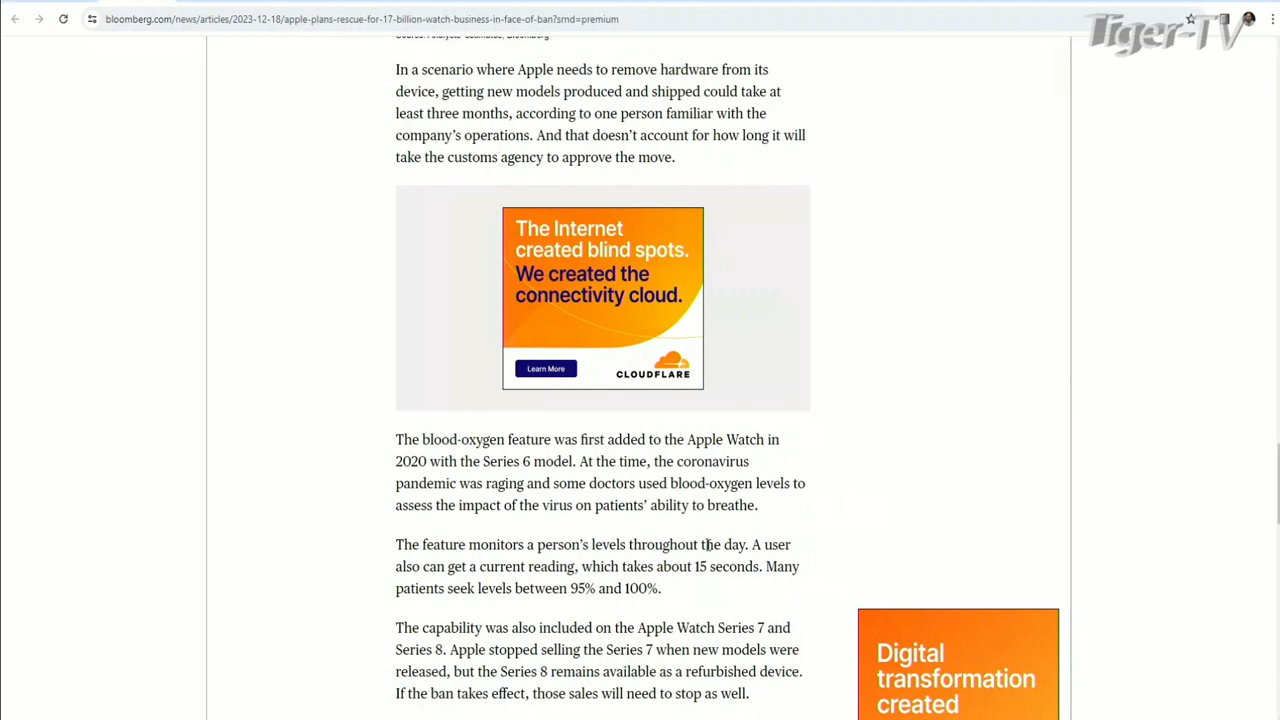 bloomberg.com/news/articles/2023-12-18/apple-plans-rescue-for-17-billion-watch-business-in-face-of-ban?srnd=premium
Tiger-TV
Source: Analysts' estimates, Bloomberg
In a scenario where Apple needs to remove hardware from its
device, getting new models produced and shipped could take at
least three months, according to one person familiar with the
company's operations. And that doesn't account for how long it will
take the customs agency to approve the move.
The Internet
created blind spots.
We created the
connectivity cloud.
Learn More
CLOUDFLARE
The blood-oxygen feature was first added to the Apple Watch in
2020 with the Series 6 model. At the time, the coronavirus
pandemic was raging and some doctors used blood-oxygen levels to
assess the impact of the virus on patients' ability to breathe.
The feature monitors a person's levels throughout the day. A user
also can get a current reading, which takes about 15 seconds. Many
patients seek levels between 95% and 100%.
The capability was also included on the Apple Watch Series 7 and
Series 8. Apple stopped selling the Series 7 when new models were
released, but the Series 8 remains available as a refurbished device.
If the ban takes effect, those sales will need to stop as well.
Digital
transformation
created